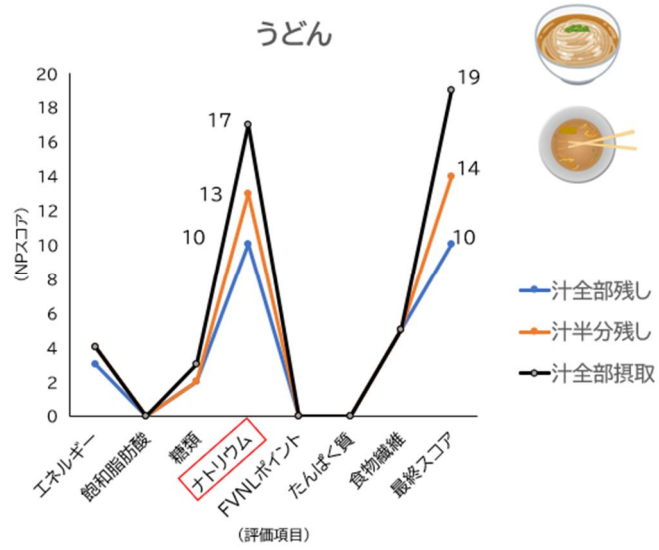 うどん
(NPスコア)
20
18
16
14
12
10
8
6
4
2
0
17
13
10
19
14
10
汁全部残し
汁半分残し
汁全部摂取
エネルギー
飽和脂肪酸
糖類
ナトリウム
FVNLポイント
たんぱく質
食物繊維
最終スコア
(評価項目)